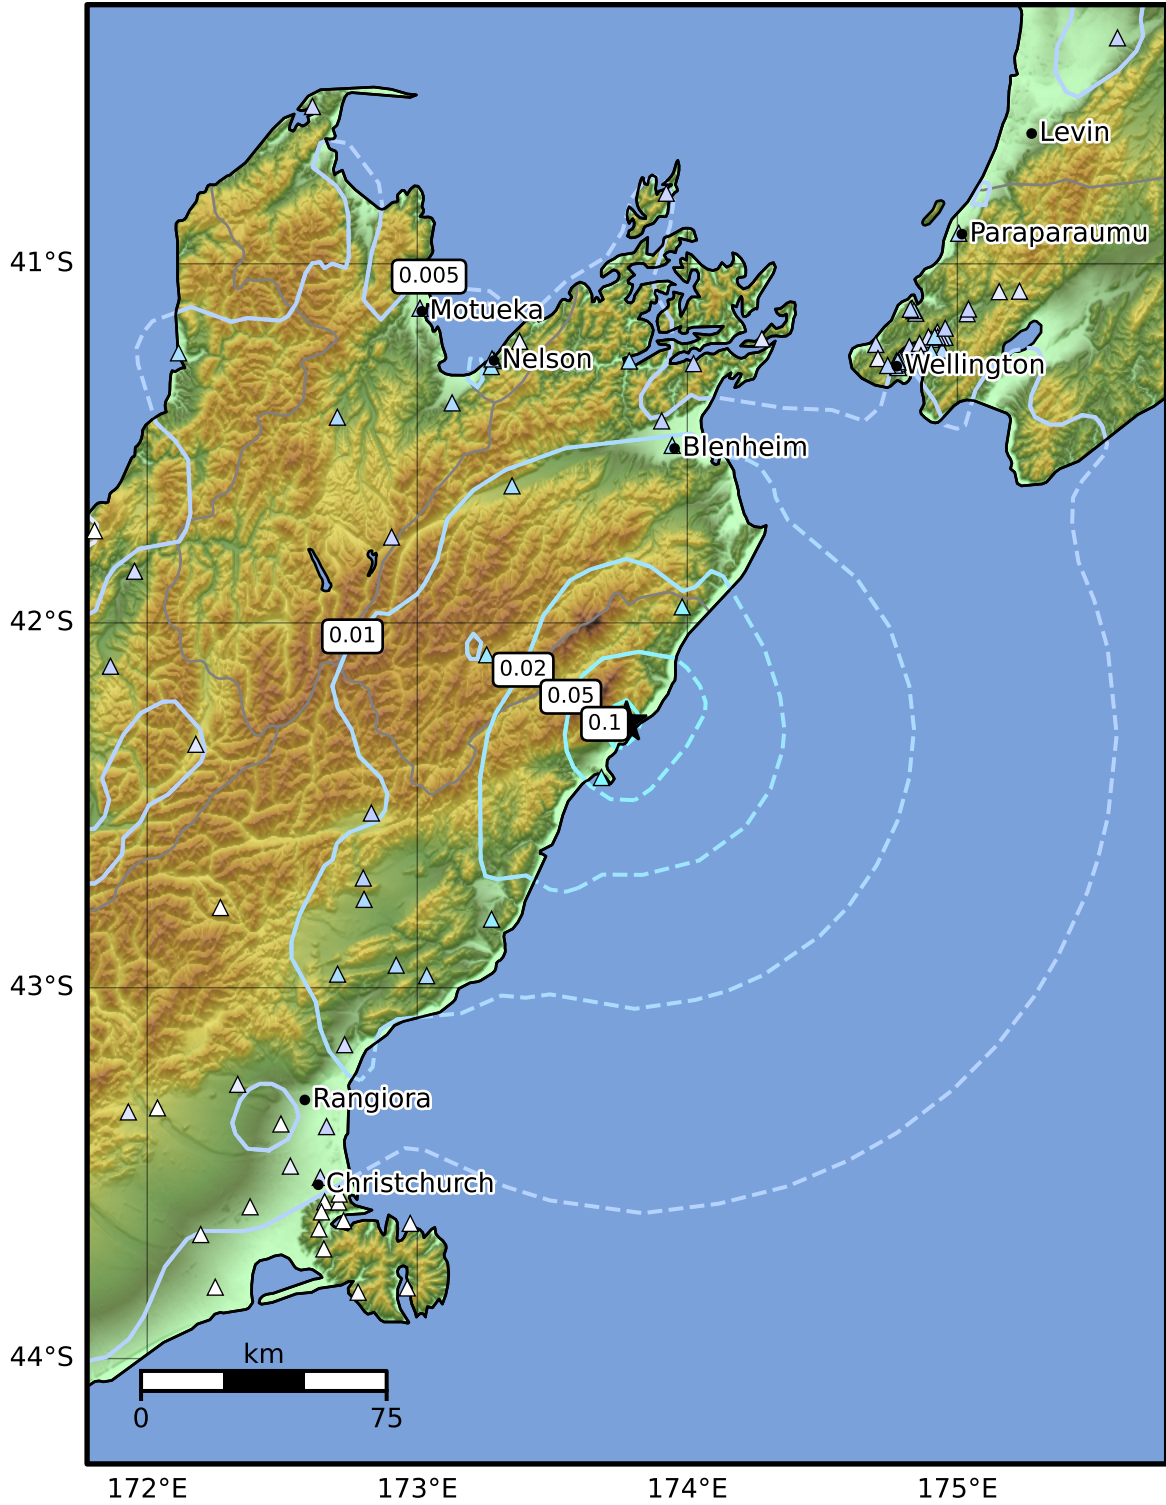 Levin
Paraparaumu
41°S
0.005
Motueka
Nelson
Wellington
Blenheim
42°S
0.01
0.02
0.05
0.1
43°S
Rangiora
Christchurch
44°S
km
0 75
172°E 173°E 174°E 175°E